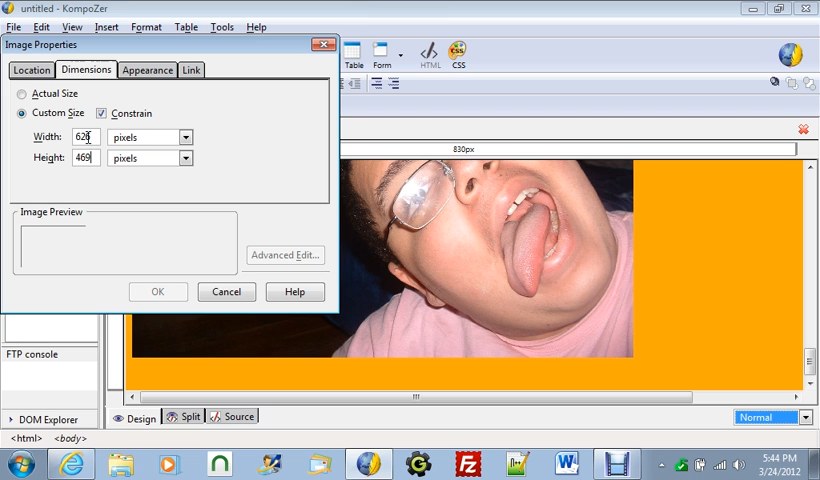 untitled - KompoZer
File Edit View Insert Format Table Tools Help
Image Properties
Table Form HTML CSS
Location Dimensions Appearance Link
Actual Size
Custom Size Constrain
Width: 626 pixels
Height: 469 pixels
830px
Image Preview
Advanced Edit...
OK Cancel Help
FTP console
DOM Explorer
Design Split Source
Normal
<html> <body>
5:44 PM
3/24/2012